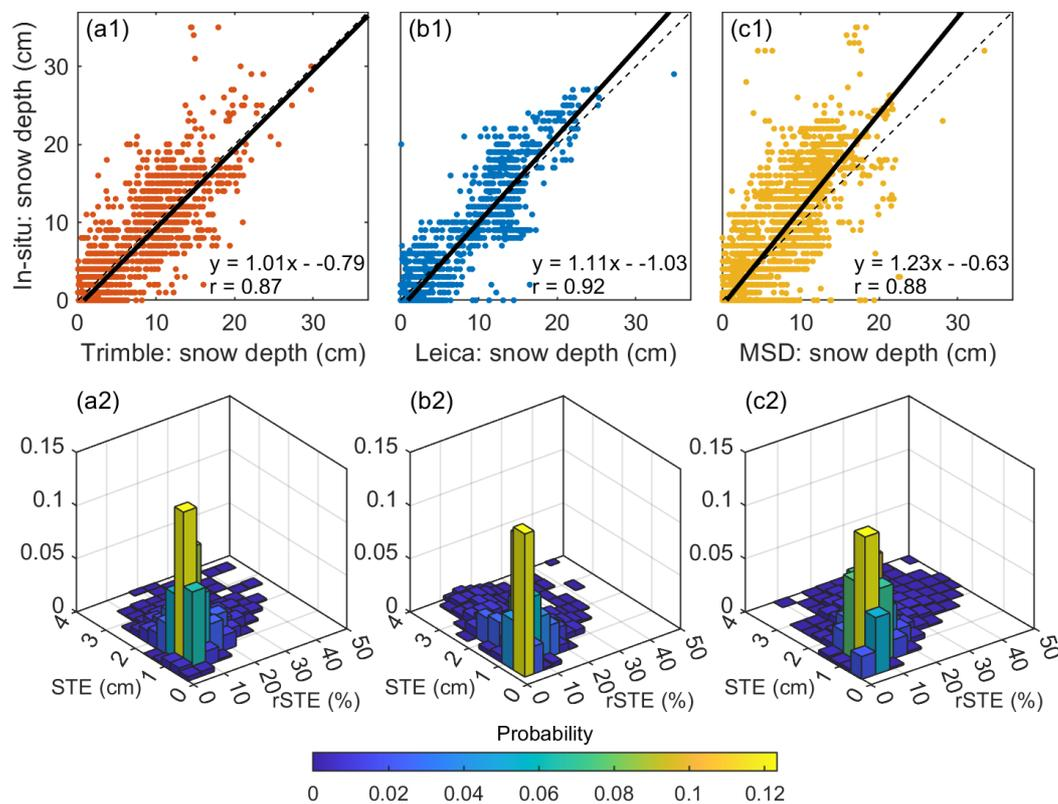 (a1)
(b1)
(c1)
In-situ: snow depth (cm)
30
20
10
0
y = 1.01x - -0.79
r = 0.87
y = 1.11x - -1.03
r = 0.92
y = 1.23x - -0.63
r = 0.88
0 10 20 30
0 10 20 30
0 10 20 30
Trimble: snow depth (cm)
Leica: snow depth (cm)
MSD: snow depth (cm)
(a2)
(b2)
(c2)
0.15
0.1
0.05
0
4
3
2
1
0
0
10
20
30
40
50
STE (cm)
rSTE (%)
0.15
0.1
0.05
0
4
3
2
1
0
0
10
20
30
40
50
STE (cm)
rSTE (%)
0.15
0.1
0.05
0
4
3
2
1
0
0
10
20
30
40
50
STE (cm)
rSTE (%)
Probability
0 0.02 0.04 0.06 0.08 0.1 0.12